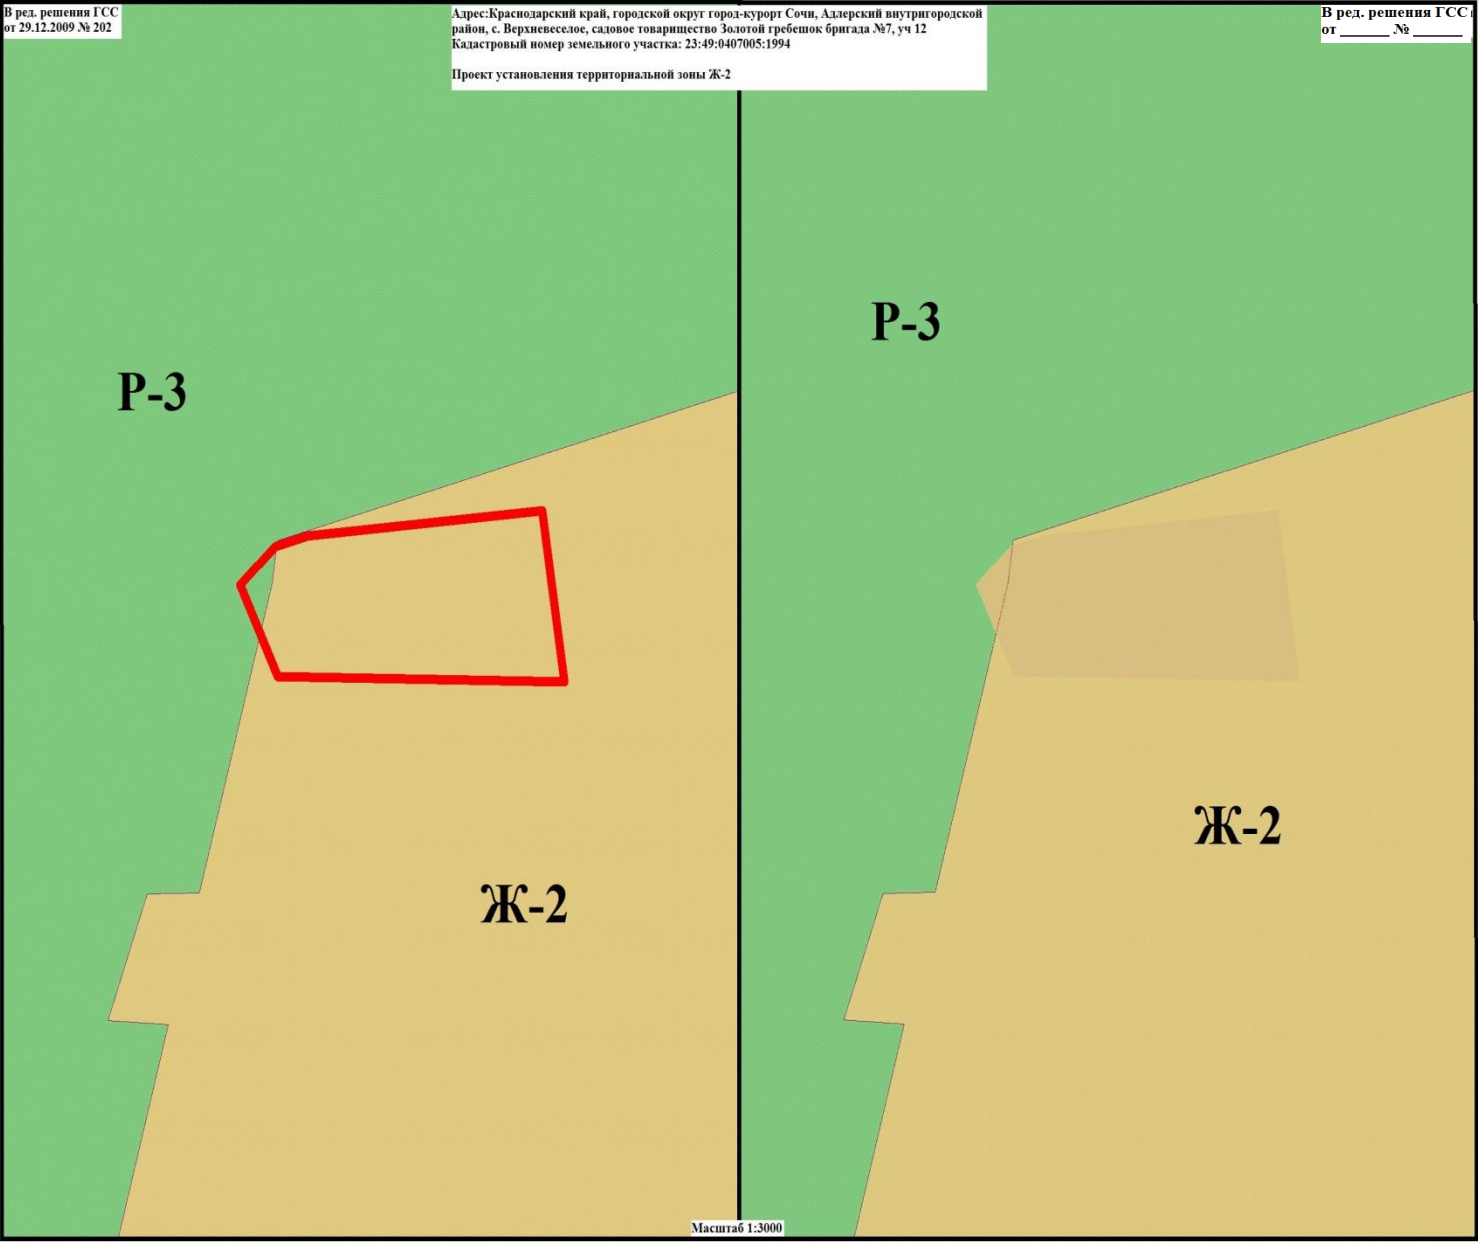 В ред. решения ГСС
от 29.12.2009 № 202
Адрес:Краснодарский край, городской округ город-курорт Сочи, Адлерский внутригородской
район, с. Верхневеселое, садовое товарищество Золотой гребешок бригада №7, уч 12
Кадастровый номер земельного участка: 23:49:0407005:1994
Проект установления территориальной зоны Ж-2
В ред. решения ГСС
от _______ № _______
Р-3
Р-3
Ж-2
Ж-2
Масштаб 1:3000